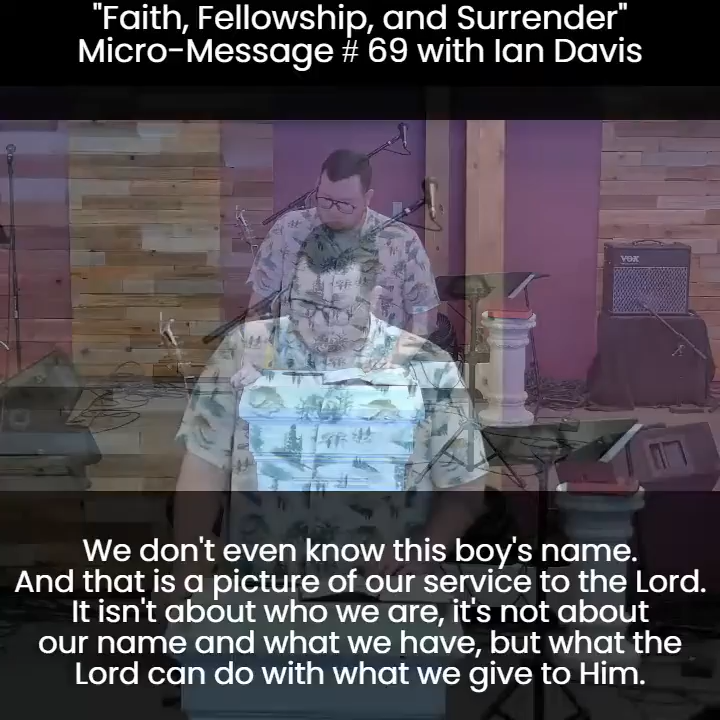 "Faith, Fellowship, and Surrender"
Micro-Message # 69 with Ian Davis
VOX
We don't even know this boy's name.
And that is a picture of our service to the Lord.
It isn't about who we are, it's not about
our name and what we have, but what the
Lord can do with what we give to Him.